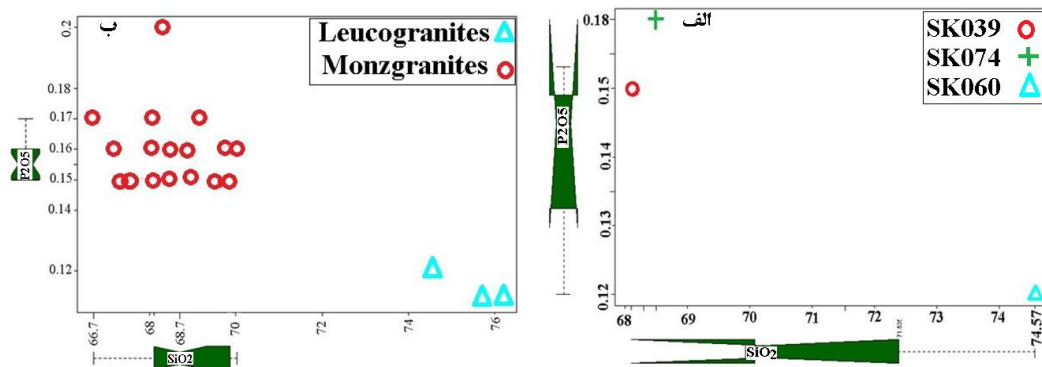 ب
Leucogranites
Monzgranites
0.2
0.18
0.17
0.16
0.15
0.14
0.12
P2O5
66.7
68
68.7
70
72
74
76
SiO2
الف
SK039
SK074
SK060
0.18
0.15
0.14
0.13
0.12
P2O5
68
69
70
71
72
73
74
74.577
SiO2